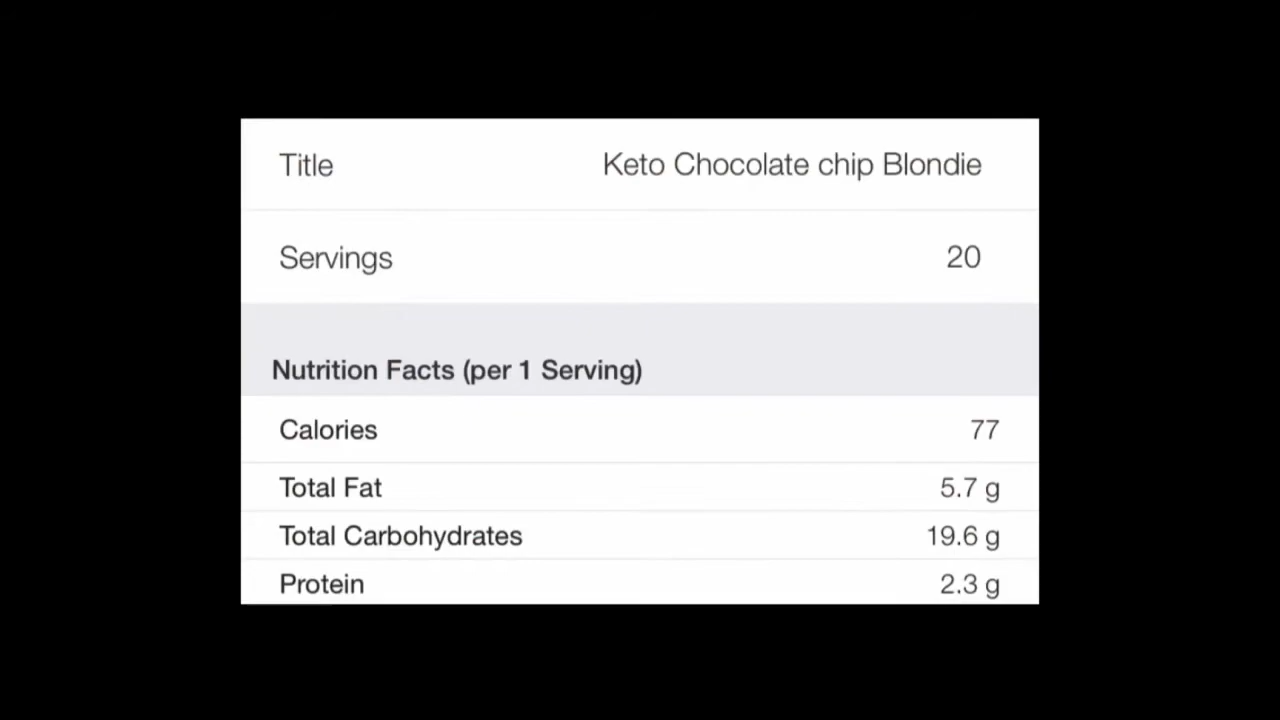 Title Keto Chocolate chip Blondie
Servings 20
Nutrition Facts (per 1 Serving)
Calories 77
Total Fat 5.7 g
Total Carbohydrates 19.6 g
Protein 2.3 g